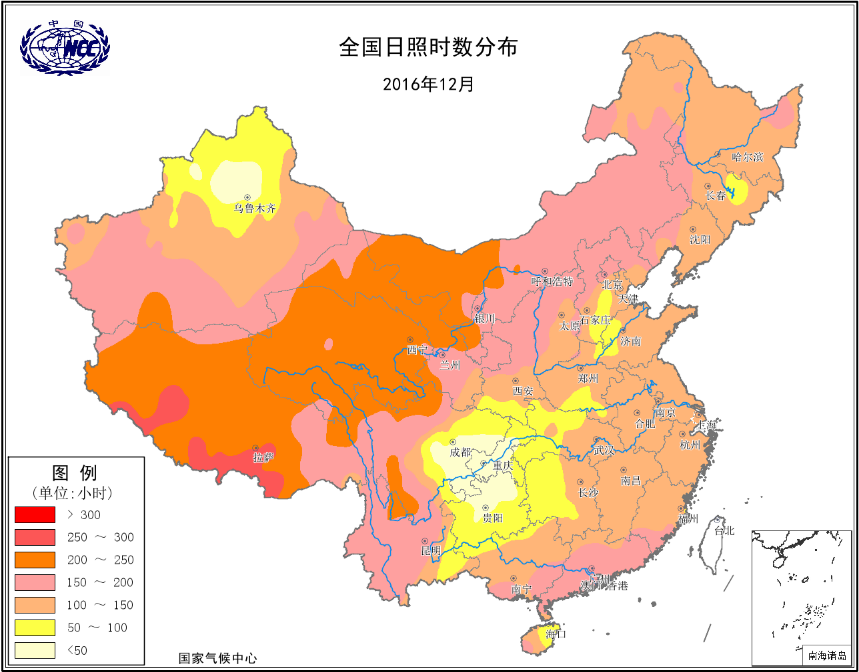 中 国
NCC
全国日照时数分布
2016年12月
哈尔滨
长春
乌鲁木齐
沈阳
呼和浩特
北京
天津
银川
太原
石家庄
济南
西宁
兰州
郑州
西安
南京
合肥
上海
成都
武汉
杭州
拉萨
重庆
南昌
长沙
贵阳
福州
台北
昆明
广州
南宁
澳门
香港
海口
图 例
(单位:小时)
> 300
250 ~ 300
200 ~ 250
150 ~ 200
100 ~ 150
50 ~ 100
<50
国家气候中心
南海诸岛